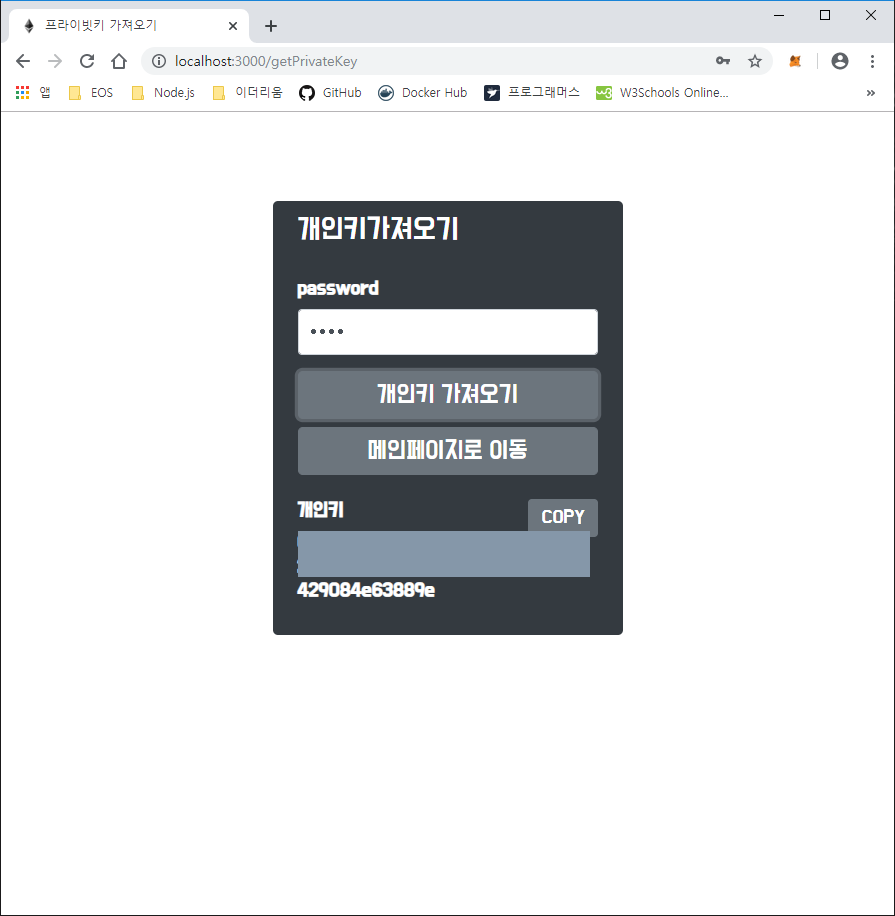 프라이빗키 가져오기
localhost:3000/getPrivateKey
앱 EOS Node.js 이더리움 GitHub Docker Hub 프로그래머스 W3Schools Online...
개인키가져오기
password
개인키 가져오기
메인페이지로 이동
개인키
COPY
429084e63889e